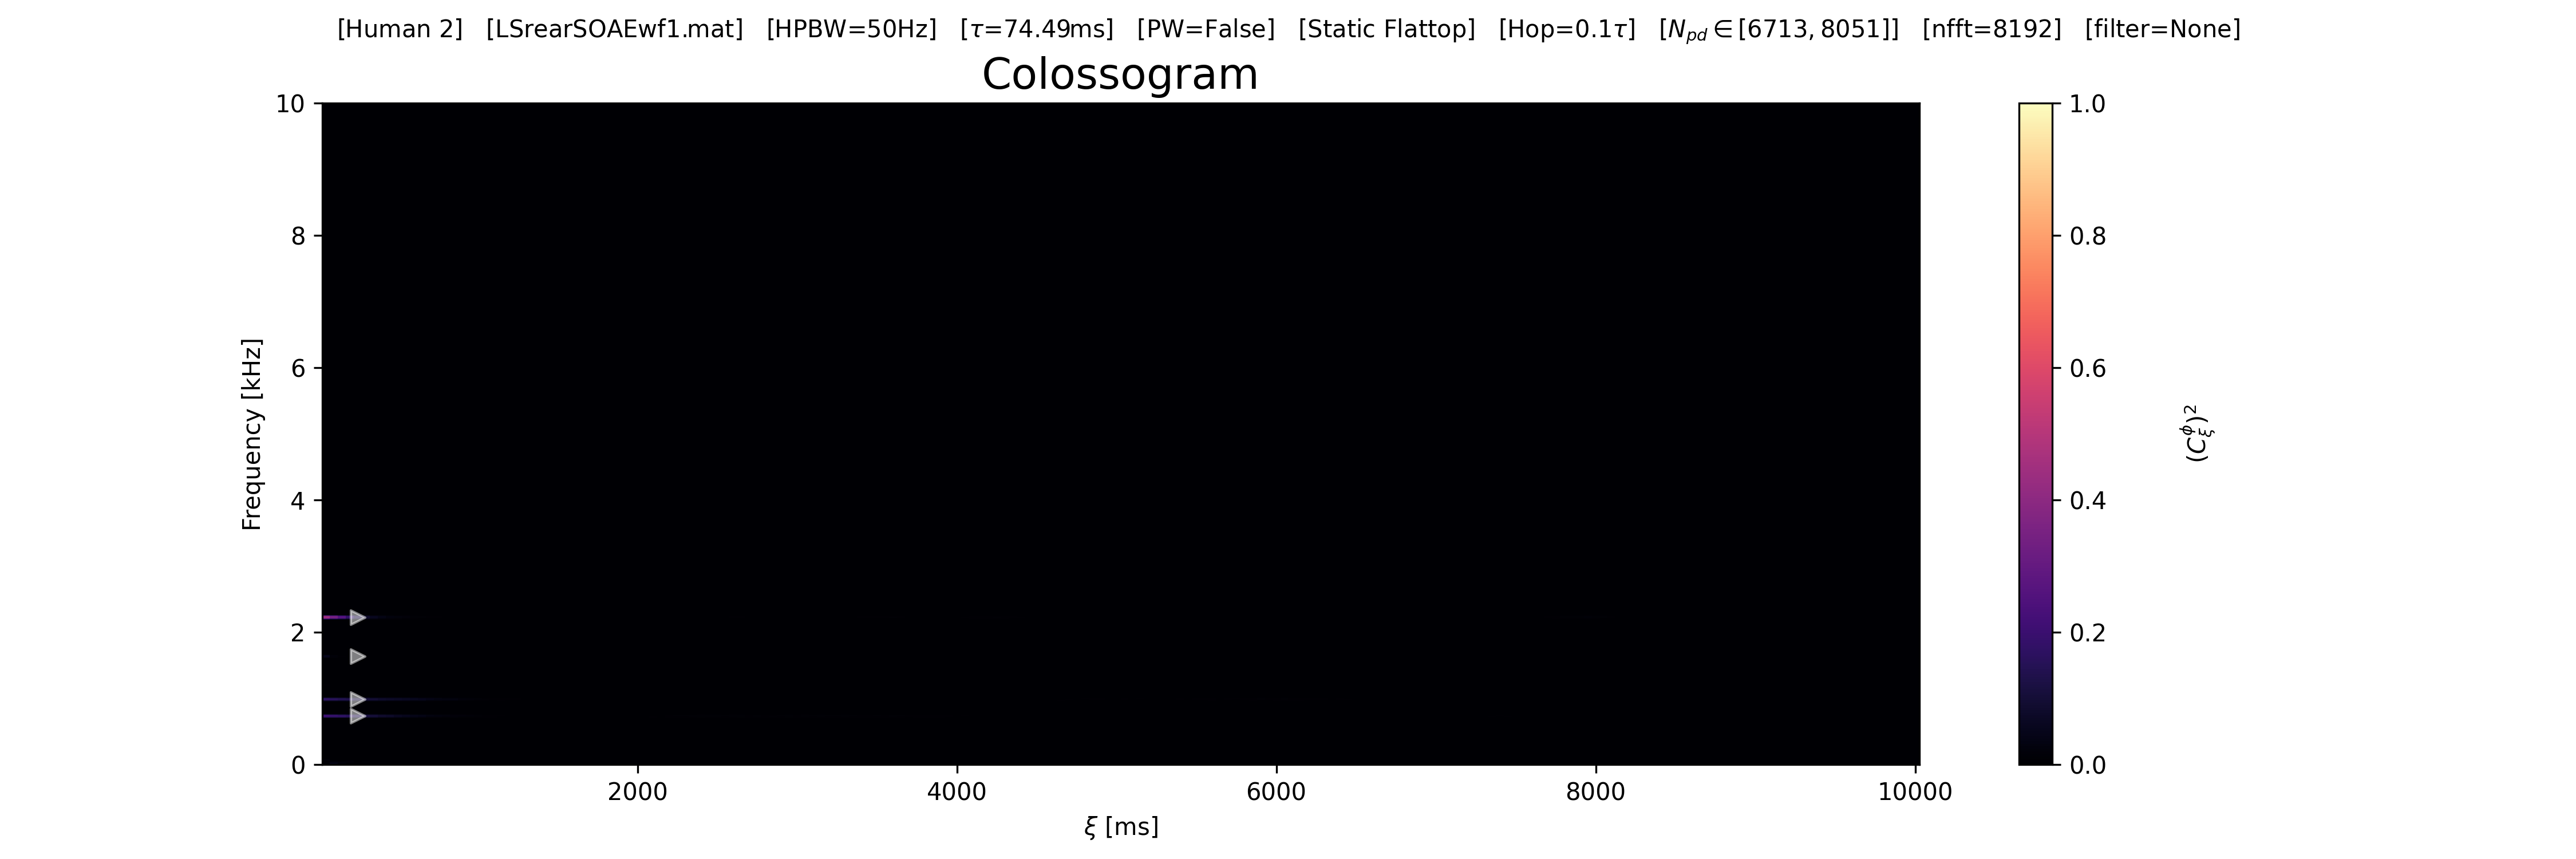 [Human 2] [LSrearSOAEwf1.mat] [HPBW=50Hz] [τ=74.49ms] [PW=False] [Static Flattop] [Hop=0.1τ] [N_{pd} ∈ [6713, 8051]] [nfft=8192] [filter=None]
Colossogram
Frequency [kHz]
10
8
6
4
2
0
2000 4000 6000 8000 10000
ξ [ms]
1.0
0.8
0.6
0.4
0.2
0.0
(C_ξ^ϕ)^2